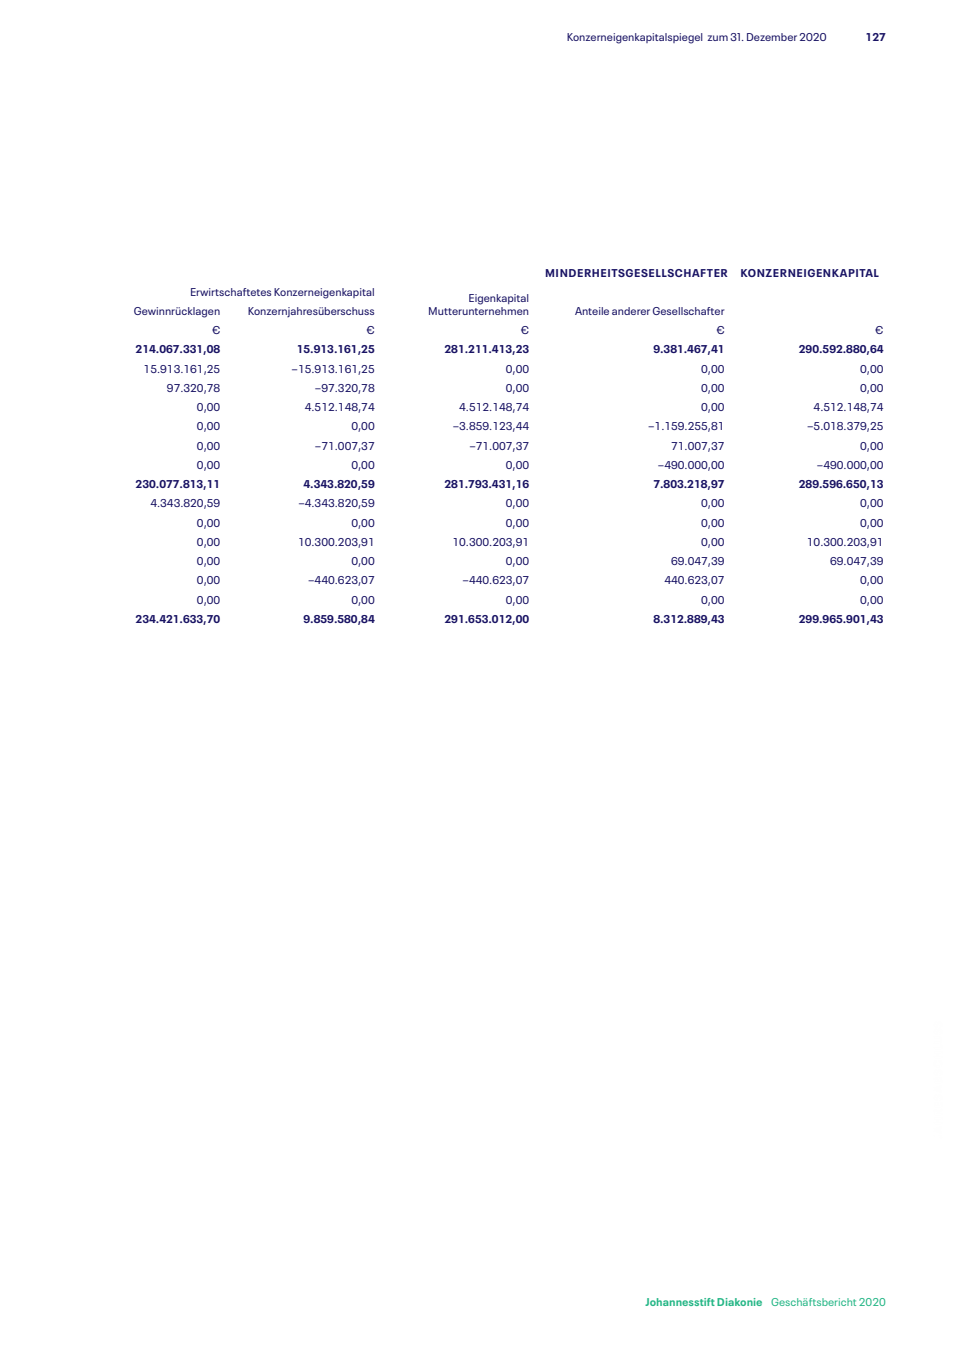 Konzerneigenkapitalspiegel zum 31. Dezember 2020 127
MINDERHEITSGESELLSCHAFTER KONZERNEIGENKAPITAL
Erwirtschaftetes Konzerneigenkapital
Eigenkapital
Gewinnrücklagen Konzernjahresüberschuss Mutterunternehmen Anteile anderer Gesellschafter
€ € € € €
214.067.331,08 15.913.161,25 281.211.413,23 9.381.467,41 290.592.880,64
15.913.161,25 –15.913.161,25 0,00 0,00 0,00
97.320,78 –97.320,78 0,00 0,00 0,00
0,00 4.512.148,74 4.512.148,74 0,00 4.512.148,74
0,00 0,00 –3.859.123,44 –1.159.255,81 –5.018.379,25
0,00 –71.007,37 –71.007,37 71.007,37 0,00
0,00 0,00 0,00 –490.000,00 –490.000,00
230.077.813,11 4.343.820,59 281.793.431,16 7.803.218,97 289.596.650,13
4.343.820,59 –4.343.820,59 0,00 0,00 0,00
0,00 0,00 0,00 0,00 0,00
0,00 10.300.203,91 10.300.203,91 0,00 10.300.203,91
0,00 0,00 0,00 69.047,39 69.047,39
0,00 –440.623,07 –440.623,07 440.623,07 0,00
0,00 0,00 0,00 0,00 0,00
234.421.633,70 9.859.580,84 291.653.012,00 8.312.889,43 299.965.901,43
Johannesstift Diakonie Geschäftsbericht 2020